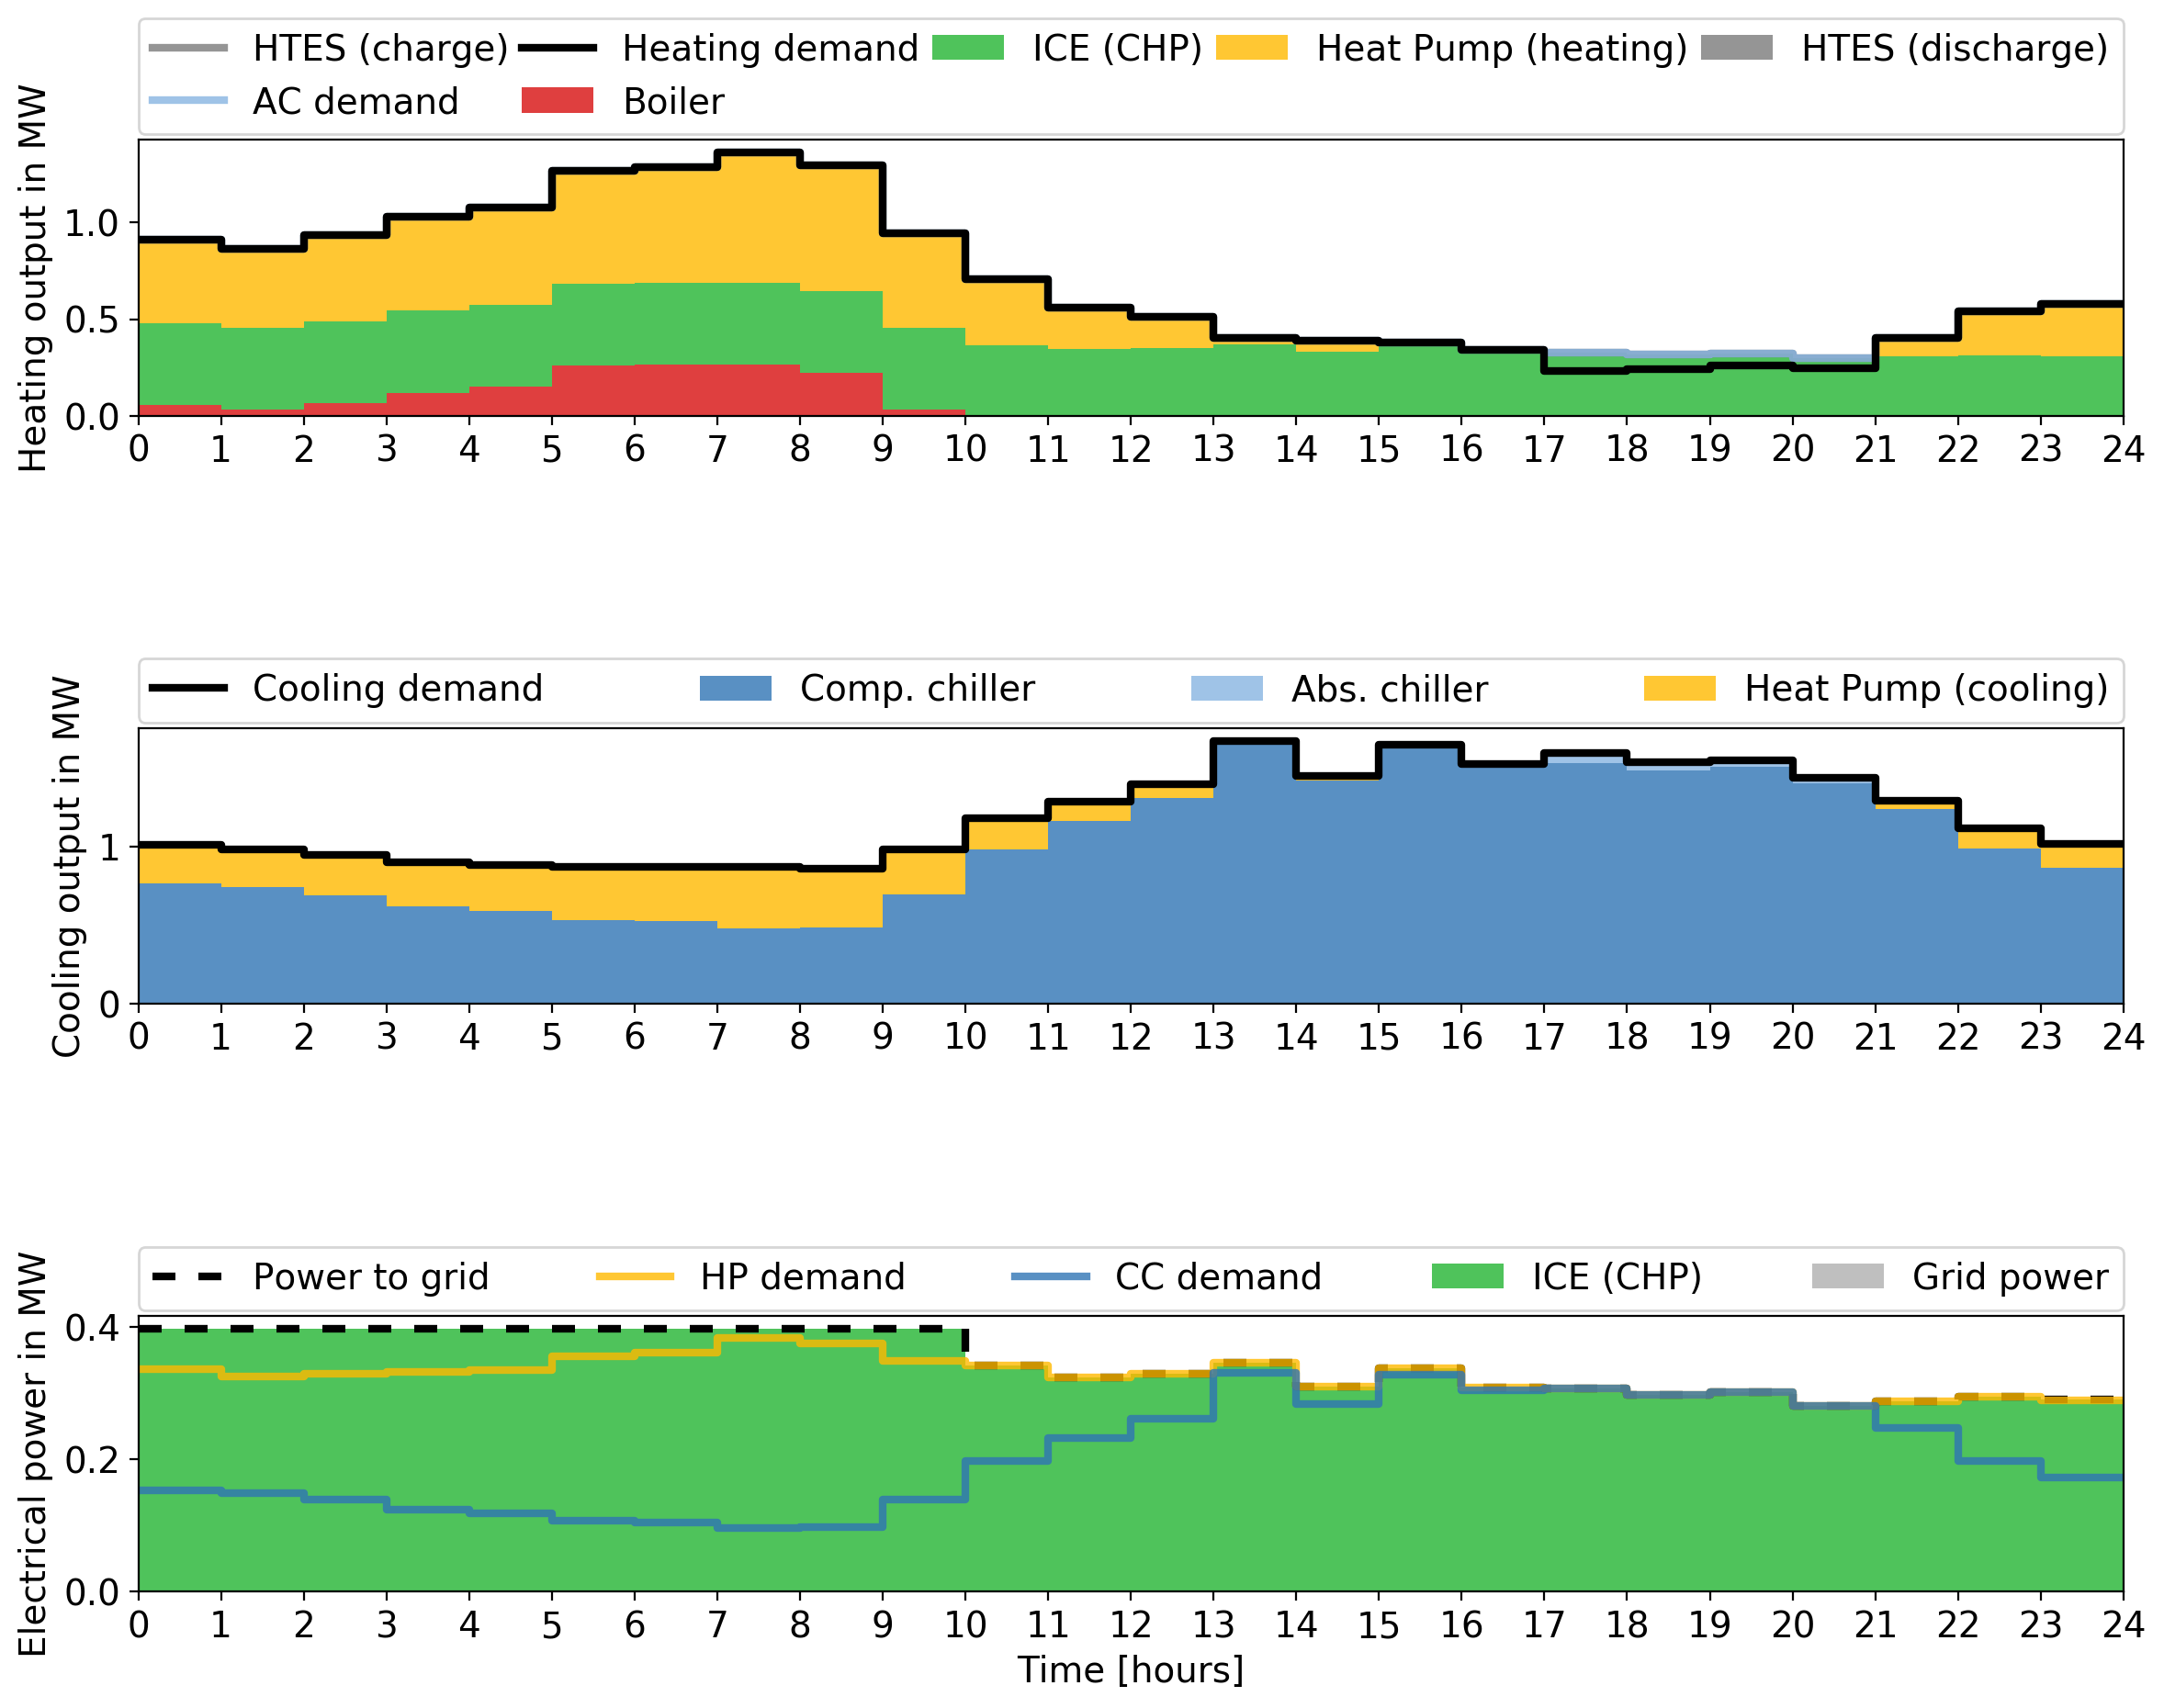 HTES (charge) Heating demand ICE (CHP) Heat Pump (heating) HTES (discharge)
AC demand Boiler
Heating output in MW
1.0
0.5
0.0
0 1 2 3 4 5 6 7 8 9 10 11 12 13 14 15 16 17 18 19 20 21 22 23 24
Cooling demand Comp. chiller Abs. chiller Heat Pump (cooling)
Cooling output in MW
1
0
0 1 2 3 4 5 6 7 8 9 10 11 12 13 14 15 16 17 18 19 20 21 22 23 24
Power to grid HP demand CC demand ICE (CHP) Grid power
Electrical power in MW
0.4
0.2
0.0
0 1 2 3 4 5 6 7 8 9 10 11 12 13 14 15 16 17 18 19 20 21 22 23 24
Time [hours]